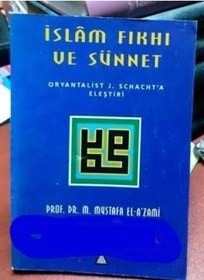 İSLÂM FIKHI
VE SÜNNET
ORYANTALİST J. SCHACHT'A
ELEŞTİRİ
PROF. DR. M. MUSTAFA EL-A'ZAMİ